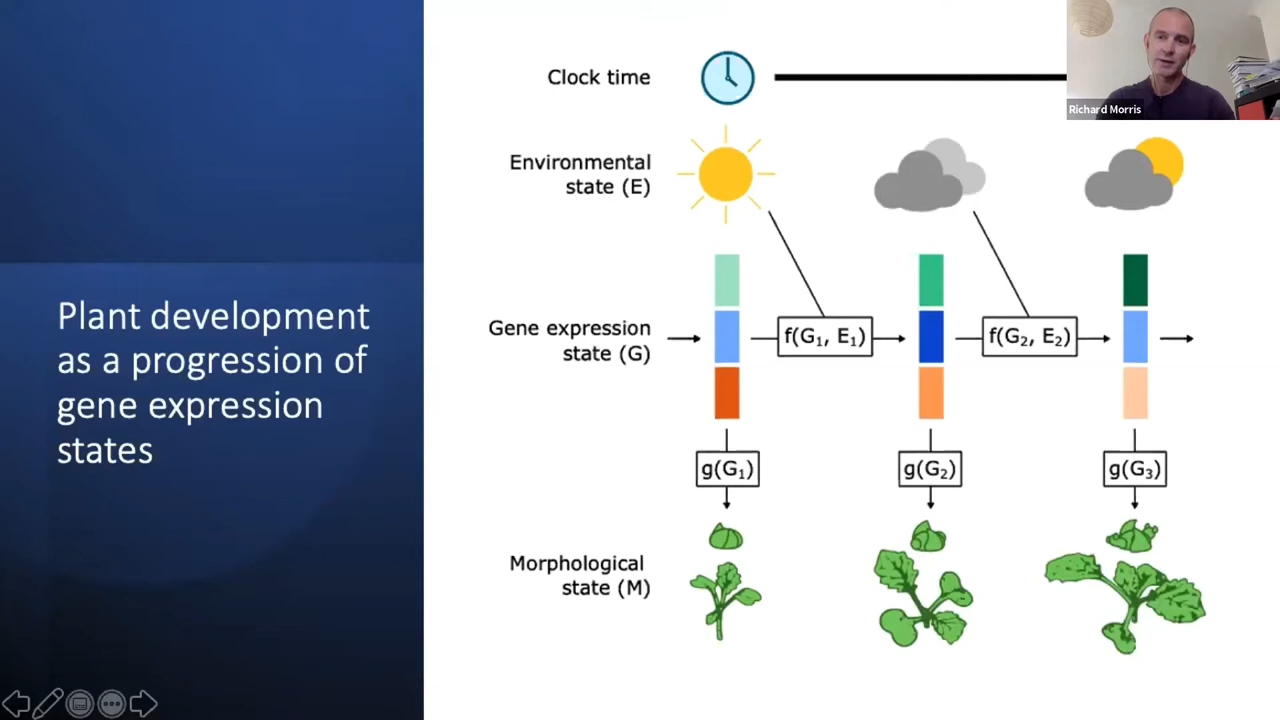 Plant development
as a progression of
gene expression
states
Clock time
Environmental
state (E)
Gene expression
state (G)
f(G₁, E₁)
f(G₂, E₂)
g(G₁)
g(G₂)
g(G₃)
Morphological
state (M)
Richard Morris